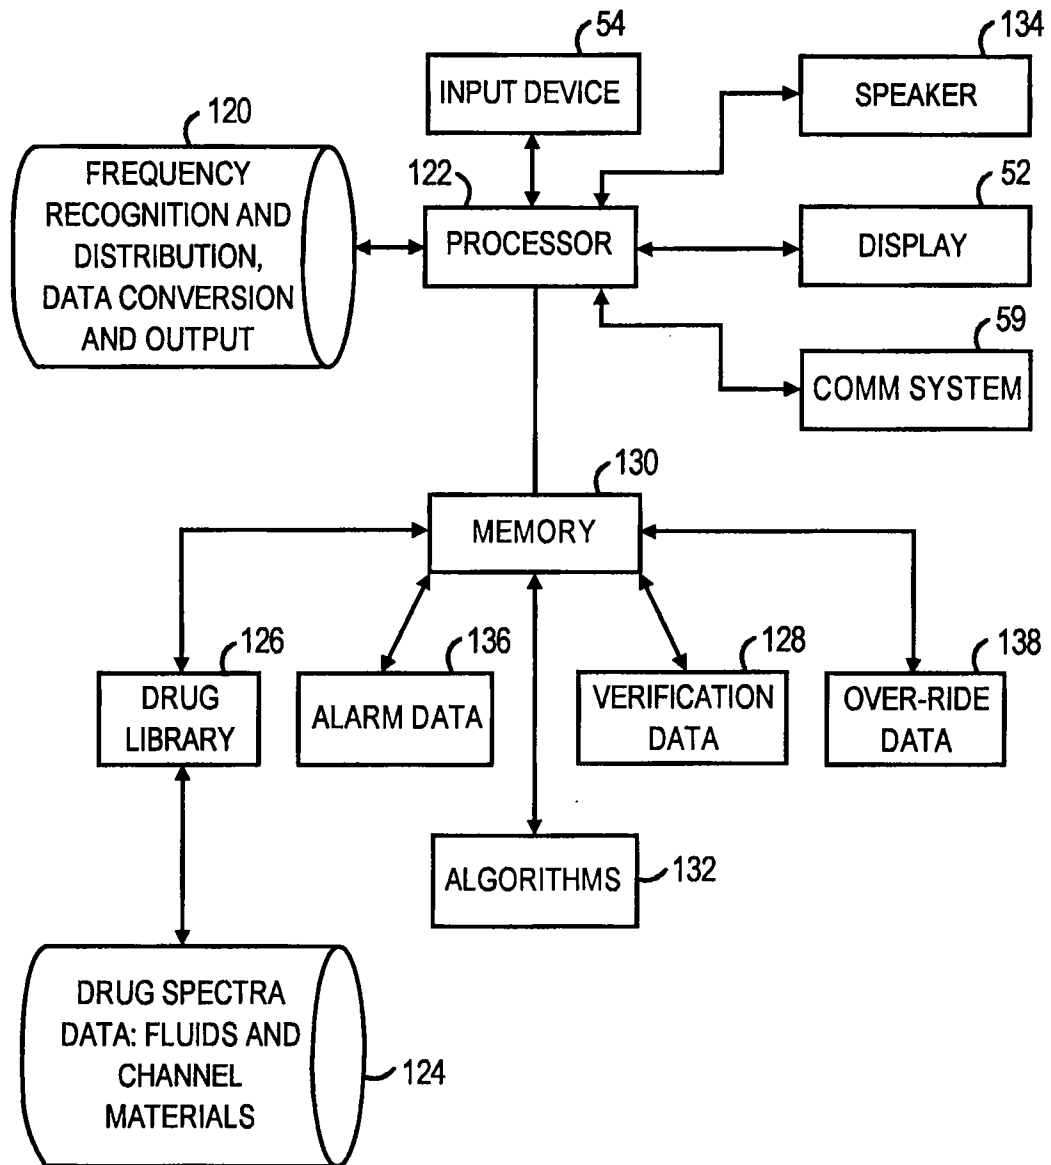 54
INPUT DEVICE
134
SPEAKER
120
FREQUENCY
RECOGNITION AND
DISTRIBUTION,
DATA CONVERSION
AND OUTPUT
122
PROCESSOR
52
DISPLAY
59
COMM SYSTEM
130
MEMORY
126
DRUG
LIBRARY
136
ALARM DATA
128
VERIFICATION
DATA
138
OVER-RIDE
DATA
ALGORITHMS
132
DRUG SPECTRA
DATA: FLUIDS AND
CHANNEL
MATERIALS
124